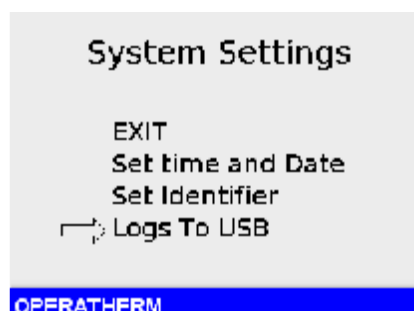 System Settings
EXIT
Set time and Date
Set Identifier
Logs To USB
OPERATHERM